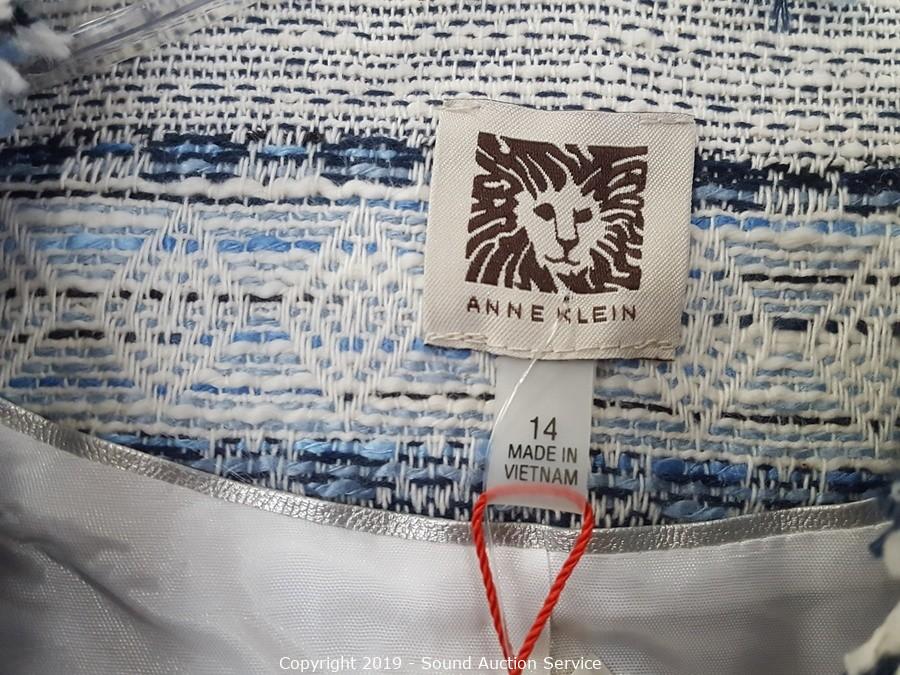 ANNE KLEIN
14
MADE IN
VIETNAM
Copyright 2019 - Sound Auction Service